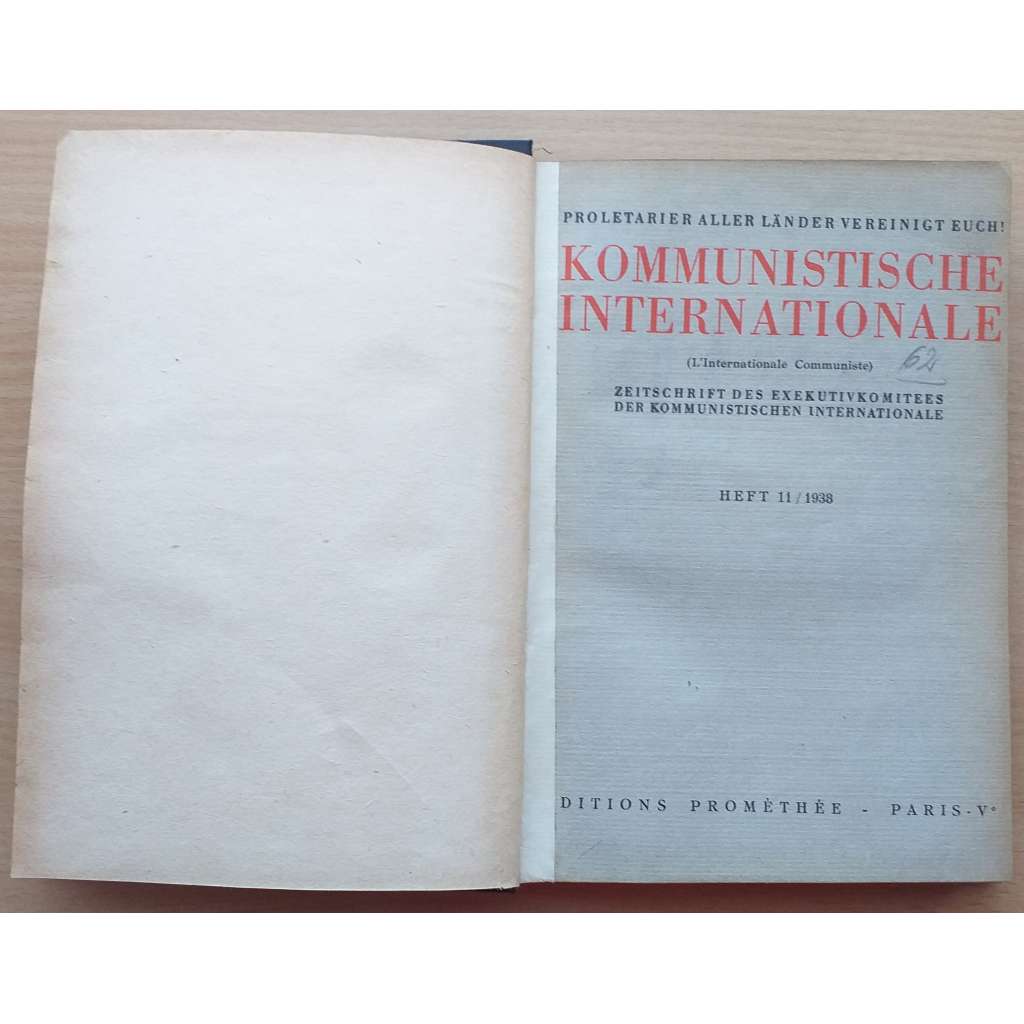 PROLETARIER ALLER LÄNDER VEREINIGT EUCH!
KOMMUNISTISCHE
INTERNATIONALE
(L'Internationale Communiste)
62
ZEITSCHRIFT DES EXEKUTIVKOMITEES
DER KOMMUNISTISCHEN INTERNATIONALE
HEFT 11/1938
DITIONS PROMÈTHÉE - PARIS-Vᵉ